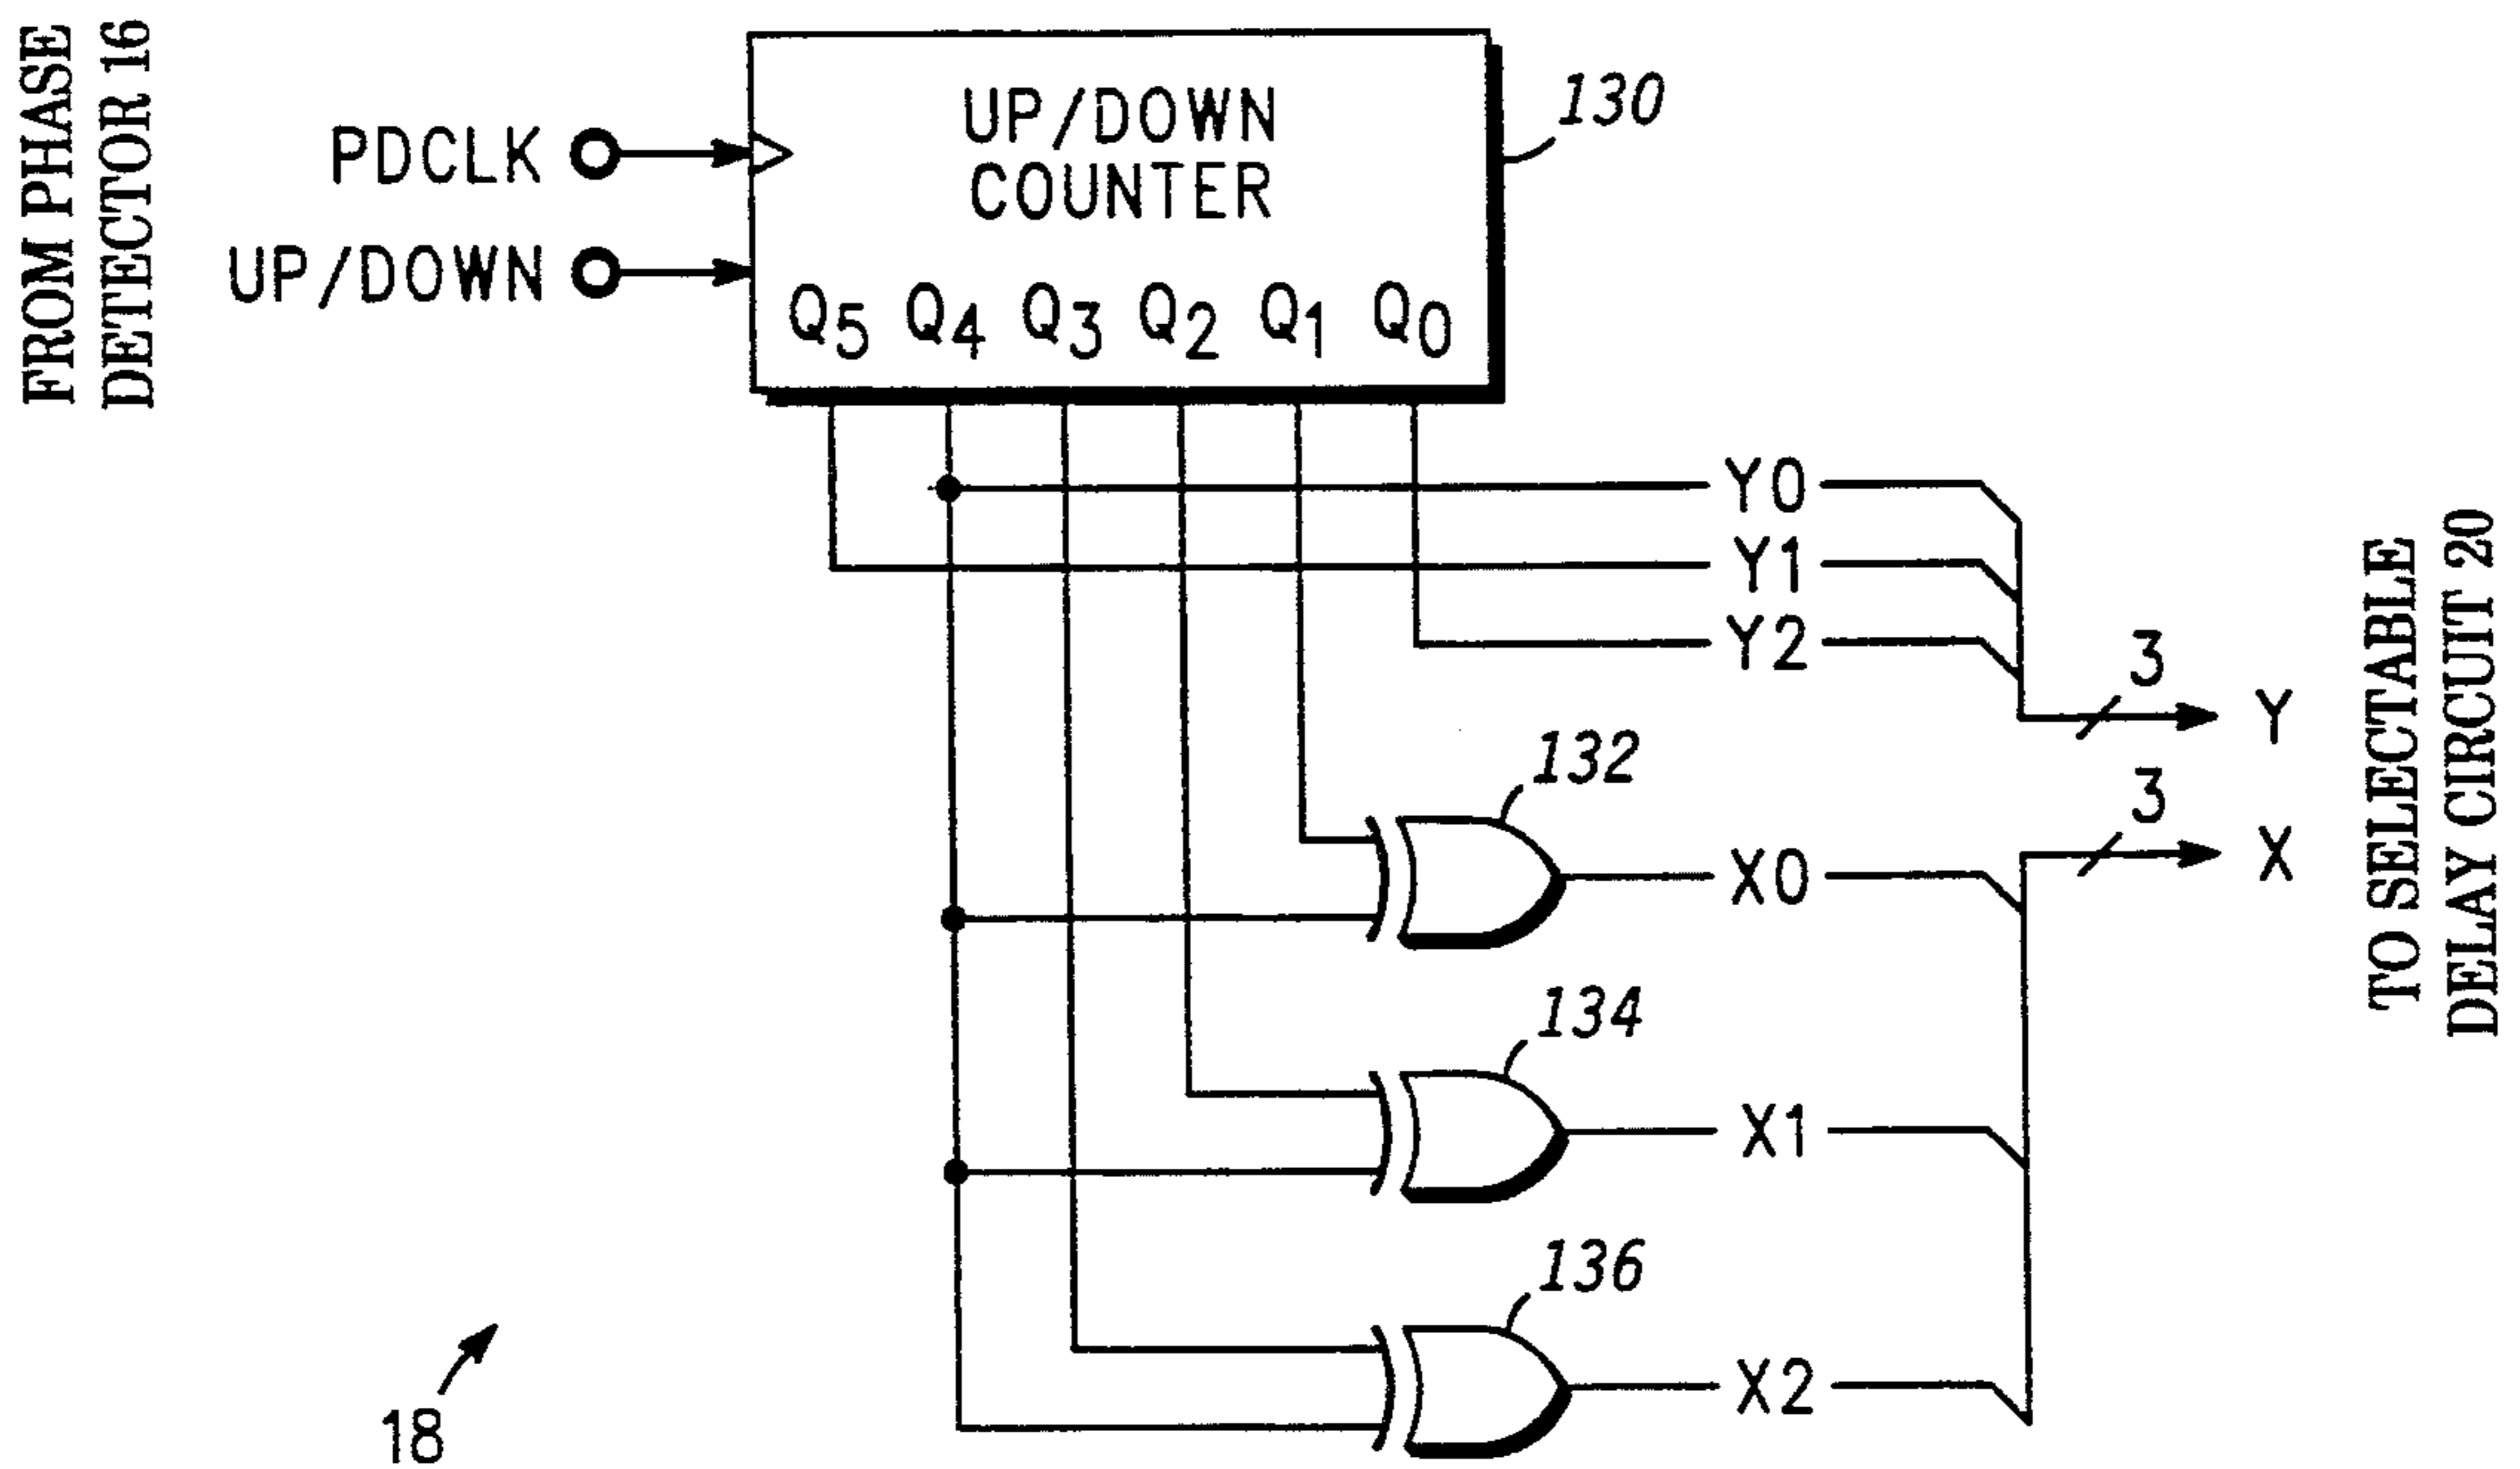 FROM PHASE
DETECTOR 16
PDCLK
UP/DOWN
UP/DOWN
COUNTER
130
Q5 Q4 Q3 Q2 Q1 Q0
Y0
Y1
Y2
3
Y
3
X
TO SELECTABLE
DELAY CIRCUIT 20
132
X0
134
X1
136
X2
18